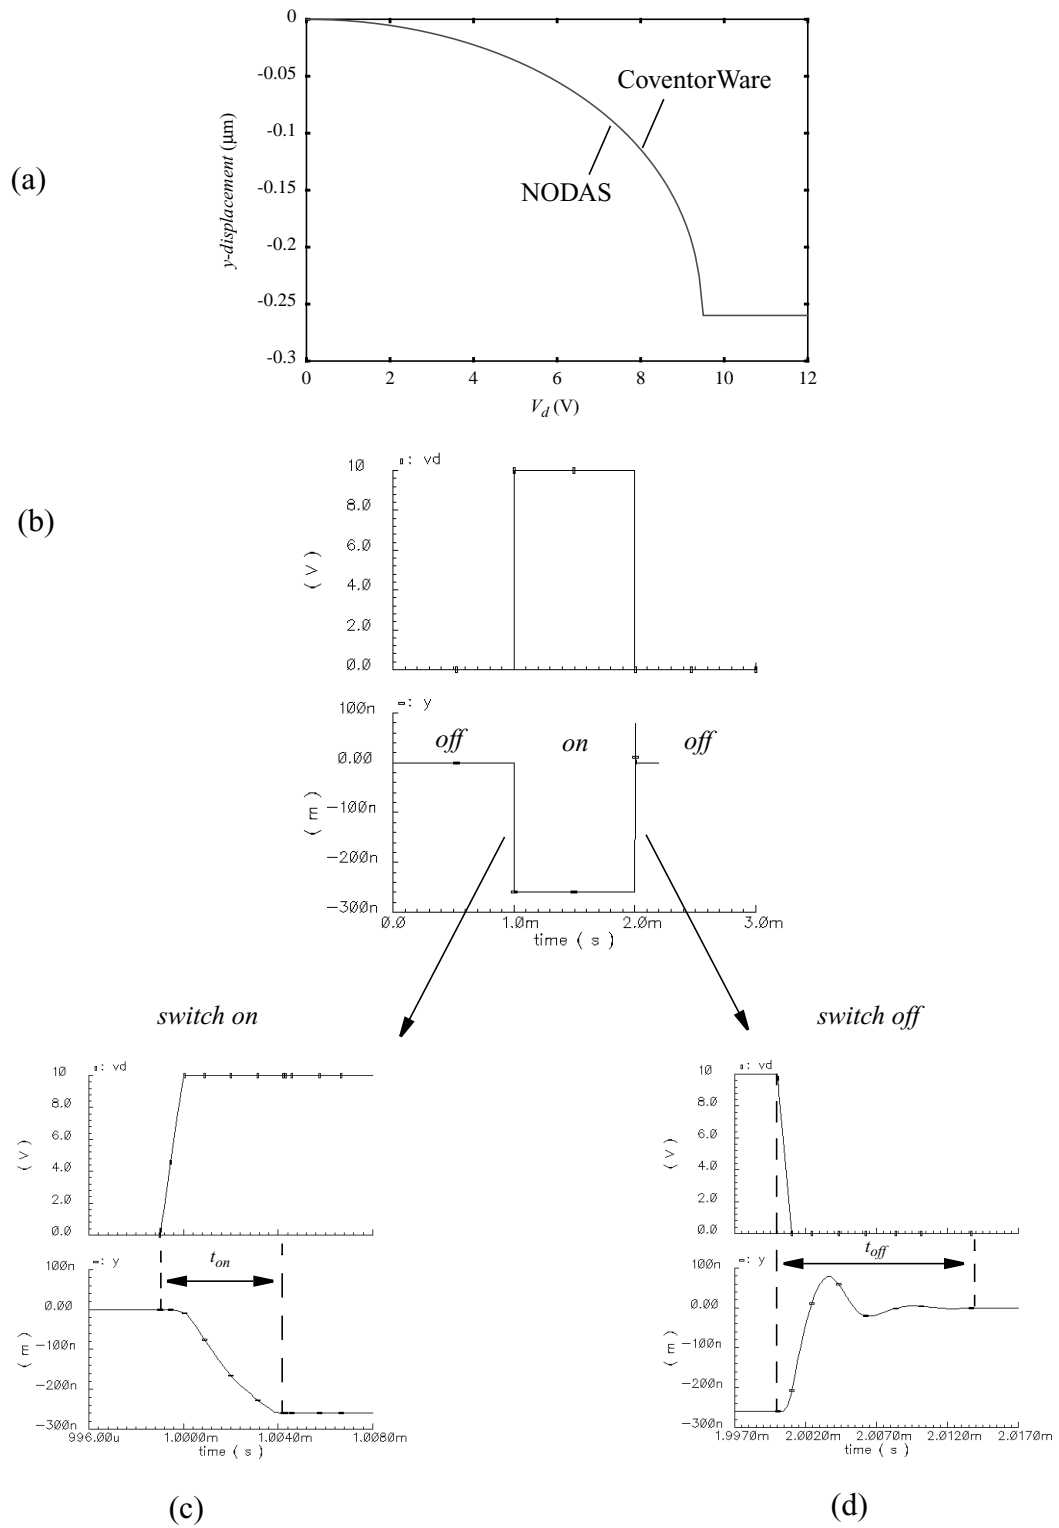 (a)
0
-0.05
-0.1
-0.15
-0.2
-0.25
-0.3
y-displacement (μm)
CoventorWare
NODAS
0 2 4 6 8 10 12
V_d (V)
(b)
▯: vd
10
8.0
6.0
4.0
2.0
0.0
( V )
▭: y
100n
0.00
−100n
−200n
−300n
( m )
off on off
0.0 1.0m 2.0m 3.0m
time ( s )
switch on
▯: vd
10
8.0
6.0
4.0
2.0
0.0
( V )
t_on
▭: y
100n
0.00
−100n
−200n
−300n
( m )
996.00u 1.0000m 1.0040m 1.0080m
time ( s )
(c)
switch off
▯: vd
10
8.0
6.0
4.0
2.0
0.0
( V )
t_off
▭: y
100n
0.00
−100n
−200n
−300n
( m )
1.9970m 2.0020m 2.0070m 2.0120m 2.0170m
time ( s )
(d)